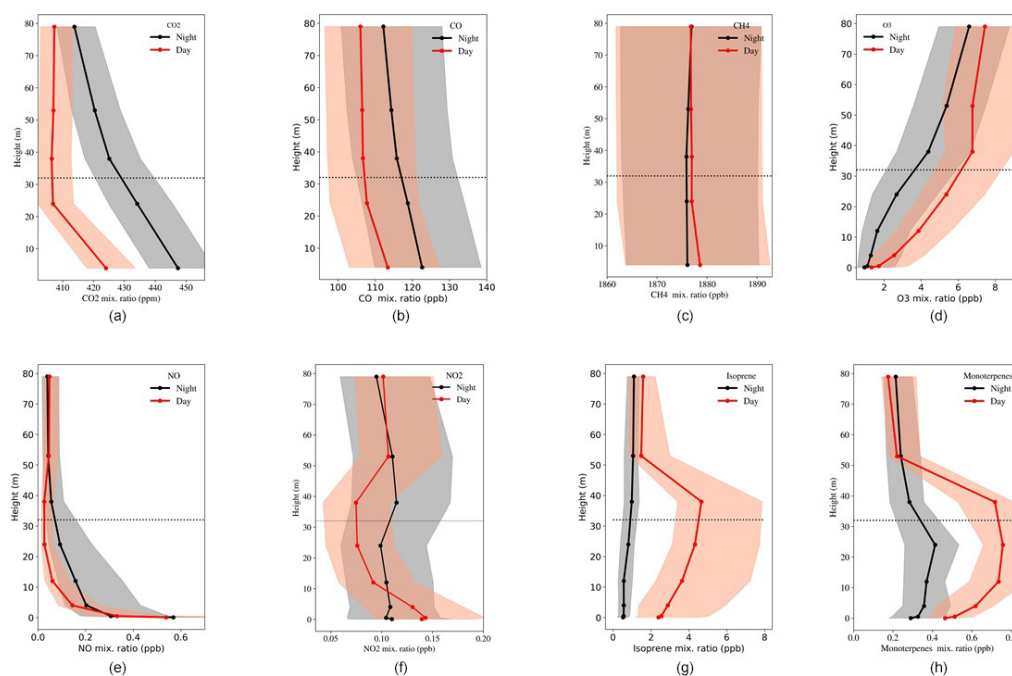 CO2
Night
Day
80
70
60
50
40
30
20
10
Height (m)
410 420 430 440 450
CO2 mix. ratio (ppm)
(a)
CO
Night
Day
80
70
60
50
40
30
20
10
Height (m)
100 110 120 130 140
CO mix. ratio (ppb)
(b)
CH4
Night
Day
80
70
60
50
40
30
20
10
Height (m)
1860 1870 1880 1890
CH4 mix. ratio (ppb)
(c)
O3
Night
Day
80
70
60
50
40
30
20
10
0
Height (m)
2 4 6 8
O3 mix. ratio (ppb)
(d)
NO
Night
Day
80
70
60
50
40
30
20
10
0
Height (m)
0.0 0.2 0.4 0.6
NO mix. ratio (ppb)
(e)
NO2
Night
Day
80
70
60
50
40
30
20
10
0
Height (m)
0.05 0.10 0.15 0.20
NO2 mix. ratio (ppb)
(f)
Isoprene
Night
Day
80
70
60
50
40
30
20
10
0
Height (m)
0 2 4 6 8
Isoprene mix. ratio (ppb)
(g)
Monoterpenes
Night
Day
80
70
60
50
40
30
20
10
0
Height (m)
0.0 0.2 0.4 0.6 0.8
Monoterpenes mix. ratio (ppb)
(h)